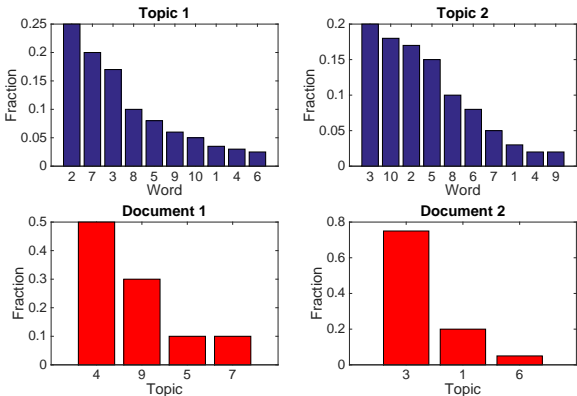 Topic 1
Fraction
0.25
0.2
0.15
0.1
0.05
0
2 7 3 8 5 9 10 1 4 6
Word
Topic 2
Fraction
0.2
0.15
0.1
0.05
0
3 10 2 5 8 6 7 1 4 9
Word
Document 1
Fraction
0.5
0.4
0.3
0.2
0.1
0
4 9 5 7
Topic
Document 2
Fraction
0.8
0.6
0.4
0.2
0
3 1 6
Topic